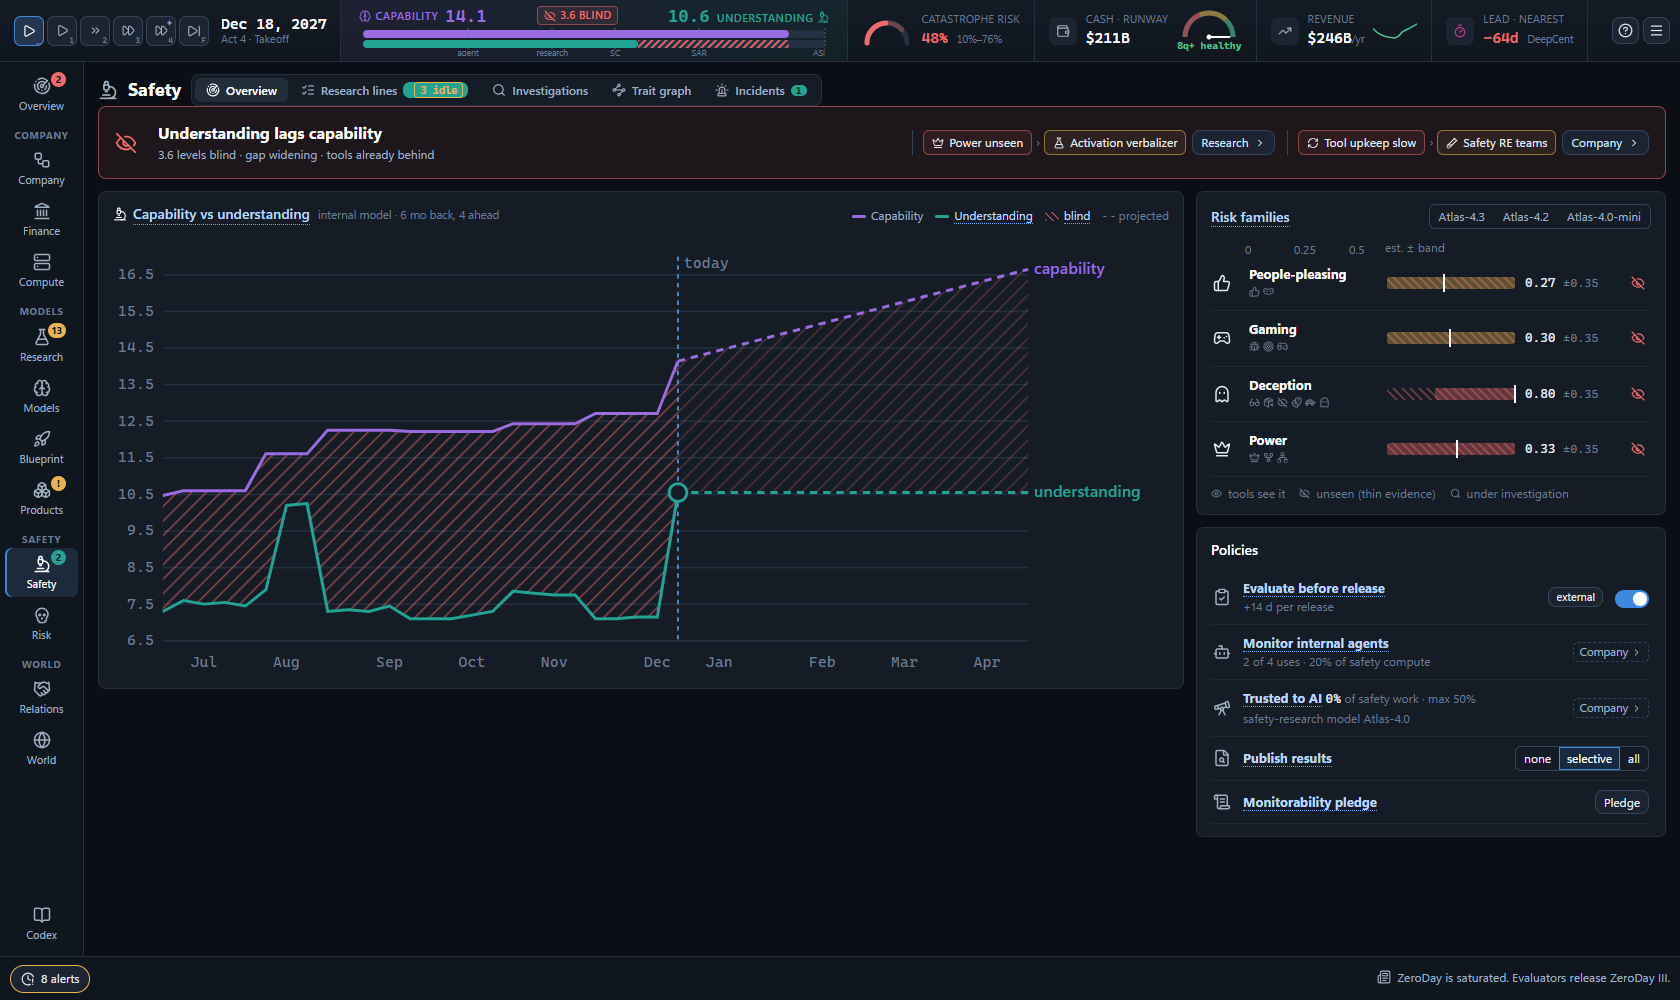 1
2
3
4
F
Dec 18, 2027
Act 4 · Takeoff
CAPABILITY 14.1
3.6 BLIND
10.6 UNDERSTANDING
agent
research
SC
SAR
ASI
CATASTROPHE RISK
48% 10%–76%
CASH · RUNWAY
$211B
8q+ healthy
REVENUE
$246B/yr
LEAD · NEAREST
−64d DeepCent
2
Overview
COMPANY
Company
Finance
Compute
MODELS
13
Research
Models
Blueprint
!
Products
SAFETY
2
Safety
Risk
WORLD
Relations
World
Codex
Safety
Overview
Research lines 3 idle
Investigations
Trait graph
Incidents 1
Understanding lags capability
3.6 levels blind · gap widening · tools already behind
Power unseen
Activation verbalizer
Research
Tool upkeep slow
Safety RE teams
Company
Capability vs understanding internal model · 6 mo back, 4 ahead
Capability
Understanding
blind
projected
today
capability
understanding
16.5
15.5
14.5
13.5
12.5
11.5
10.5
9.5
8.5
7.5
6.5
Jul
Aug
Sep
Oct
Nov
Dec
Jan
Feb
Mar
Apr
Risk families
Atlas-4.3
Atlas-4.2
Atlas-4.0-mini
0
0.25
0.5
est. ± band
People-pleasing
0.27 ±0.35
Gaming
0.30 ±0.35
Deception
0.80 ±0.35
Power
0.33 ±0.35
tools see it
unseen (thin evidence)
under investigation
Policies
Evaluate before release
+14 d per release
external
Monitor internal agents
2 of 4 uses · 20% of safety compute
Company
Trusted to AI 0% of safety work · max 50%
safety-research model Atlas-4.0
Company
Publish results
none
selective
all
Monitorability pledge
Pledge
8 alerts
ZeroDay is saturated. Evaluators release ZeroDay III.